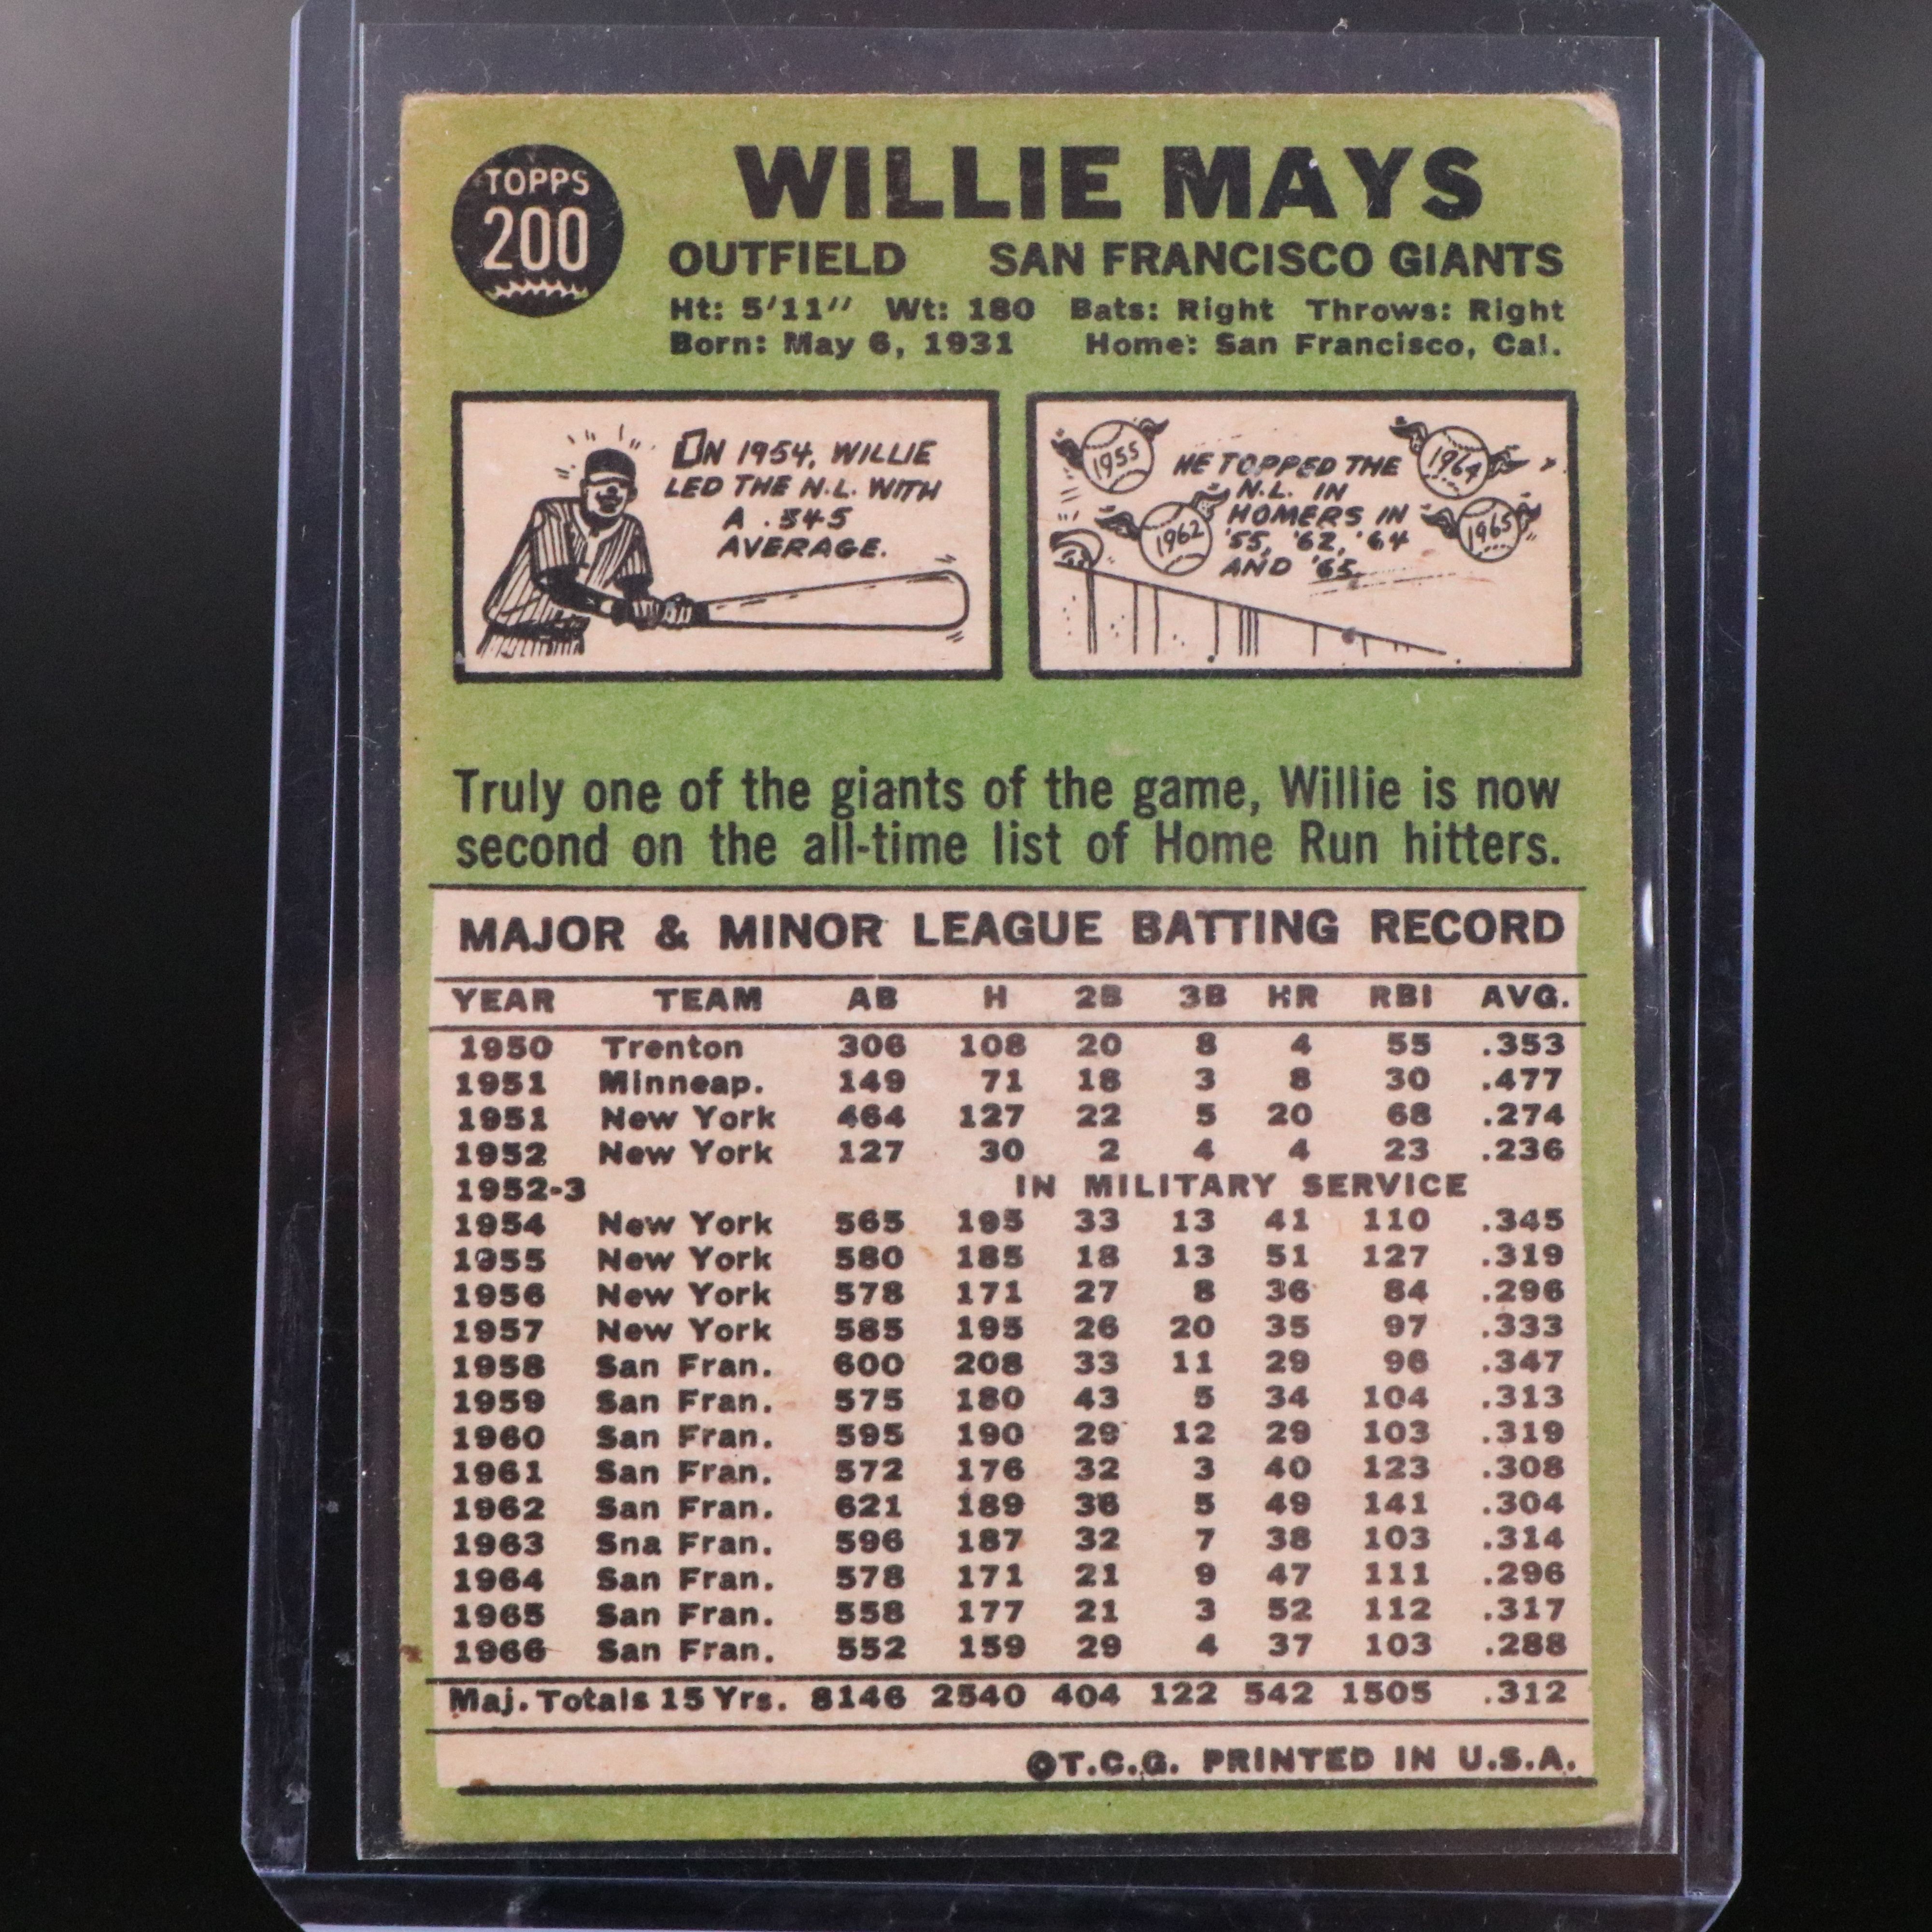 TOPPS
200
WILLIE MAYS
OUTFIELD SAN FRANCISCO GIANTS
Ht: 5'11" Wt: 180 Bats: Right Throws: Right
Born: May 6, 1931 Home: San Francisco, Cal.
IN 1954, WILLIE
LED THE N.L. WITH
A .345
AVERAGE.
1955
1962
1964
1965
HE TOPPED THE
N.L. IN
HOMERS IN
'55, '62, '64
AND '65.
Truly one of the giants of the game, Willie is now
second on the all-time list of Home Run hitters.
MAJOR & MINOR LEAGUE BATTING RECORD
YEAR TEAM AB H 2B 3B HR RBI AVG.
1950 Trenton 306 108 20 8 4 55 .353
1951 Minneap. 149 71 18 3 8 30 .477
1951 New York 464 127 22 5 20 68 .274
1952 New York 127 30 2 4 4 23 .236
1952-3 IN MILITARY SERVICE
1954 New York 565 195 33 13 41 110 .345
1955 New York 580 185 18 13 51 127 .319
1956 New York 578 171 27 8 36 84 .296
1957 New York 585 195 26 20 35 97 .333
1958 San Fran. 600 208 33 11 29 96 .347
1959 San Fran. 575 180 43 5 34 104 .313
1960 San Fran. 595 190 29 12 29 103 .319
1961 San Fran. 572 176 32 3 40 123 .308
1962 San Fran. 621 189 36 5 49 141 .304
1963 Sna Fran. 596 187 32 7 38 103 .314
1964 San Fran. 578 171 21 9 47 111 .296
1965 San Fran. 558 177 21 3 52 112 .317
1966 San Fran. 552 159 29 4 37 103 .288
Maj. Totals 15 Yrs. 8146 2540 404 122 542 1505 .312
©T.C.G. PRINTED IN U.S.A.